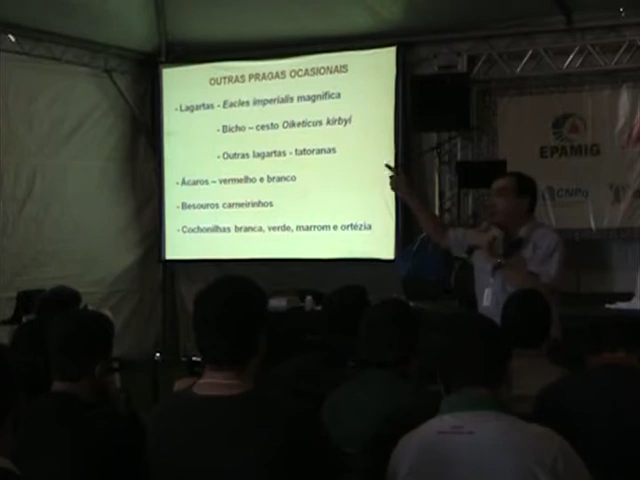 OUTRAS PRAGAS OCASIONAIS
- Lagartas - Eacles imperialis magnifica
- Bicho – cesto Oiketicus kirbyi
- Outras lagartas - tatoranas
- Ácaros – vermelho e branco
- Besouros carneirinhos
- Cochonilhas branca, verde, marrom e ortézia
EPAMIG
CNPq